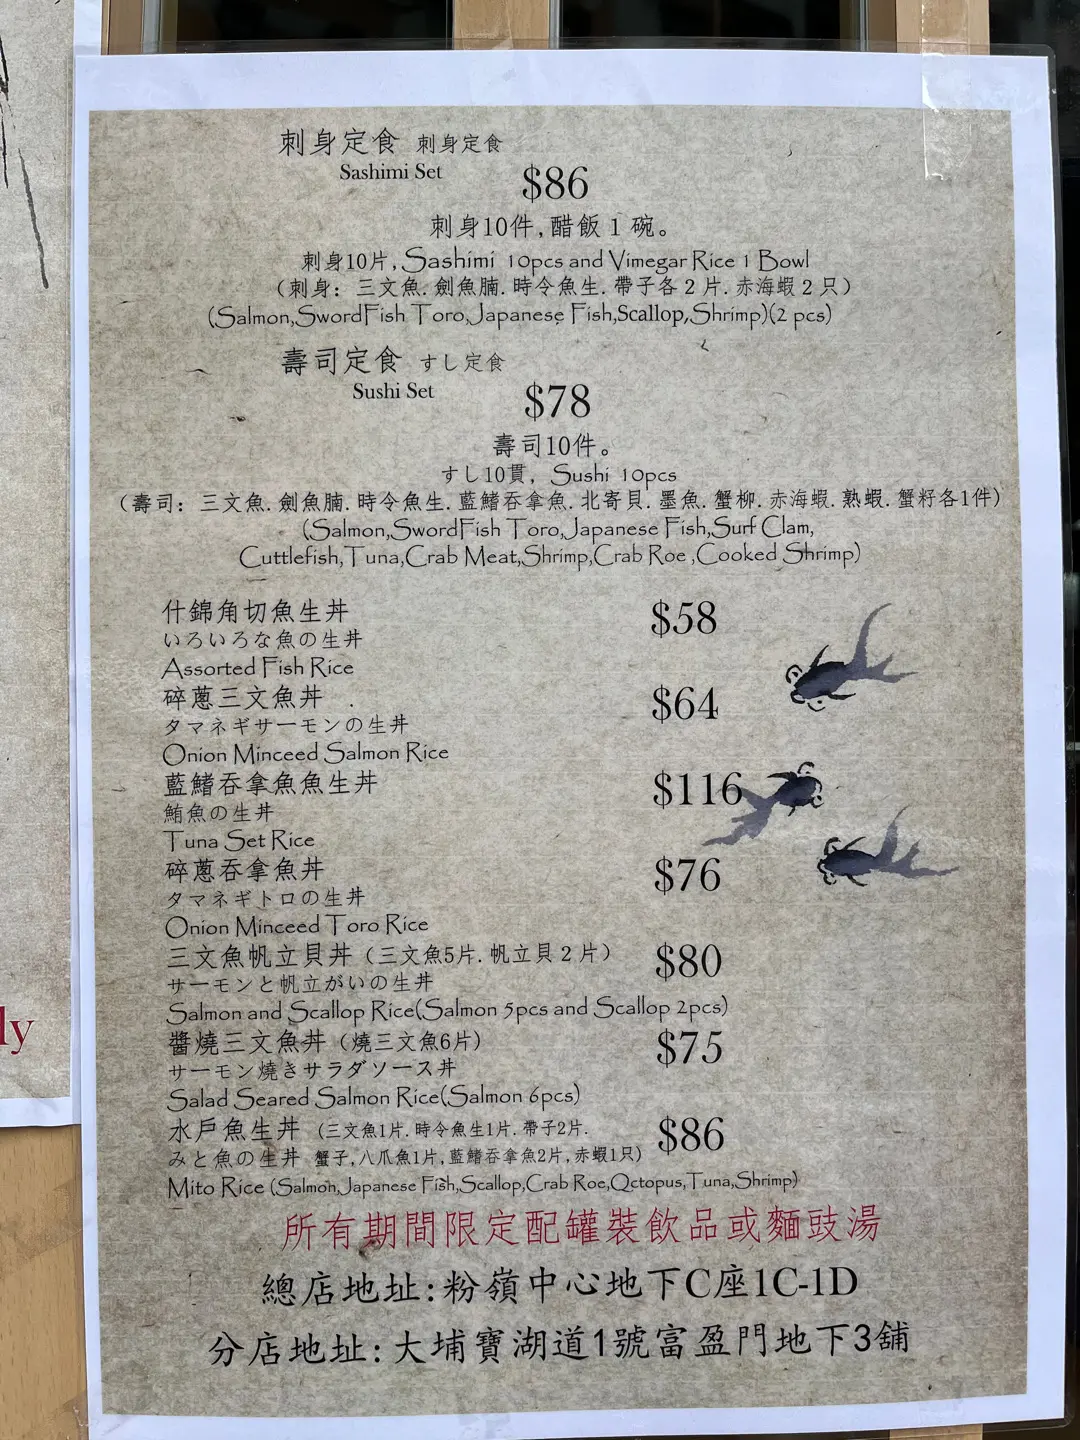 刺身定食 刺身定食
Sashimi Set
$86
刺身10件,醋飯1碗。
刺身10片,Sashimi 10pcs and Vimegar Rice 1 Bowl
(刺身: 三文魚.劍魚腩.時令魚生.帶子各2片.赤海蝦2只)
(Salmon,SwordFish Toro,Japanese Fish,Scallop,Shrimp)(2 pcs)
壽司定食 すし定食
Sushi Set
$78
壽司10件。
すし10貫, Sushi 10pcs
(壽司: 三文魚.劍魚腩.時令魚生.藍鰭吞拿魚.北寄貝.墨魚.蟹柳.赤海蝦.熟蝦.蟹籽各1件)
(Salmon,SwordFish Toro,Japanese Fish,Surf Clam,
Cuttlefish,Tuna,Crab Meat,Shrimp,Crab Roe ,Cooked Shrimp)
什錦角切魚生丼 $58
いろいろな魚の生丼
Assorted Fish Rice
碎蔥三文魚丼 $64
タマネギサーモンの生丼
Onion Minceed Salmon Rice
藍鰭吞拿魚魚生丼 $116
鮪魚の生丼
Tuna Set Rice
碎蔥吞拿魚丼 $76
タマネギトロの生丼
Onion Minceed Toro Rice
三文魚帆立貝丼 (三文魚5片.帆立貝2片) $80
サーモンと帆立がいの生丼
Salmon and Scallop Rice(Salmon 5pcs and Scallop 2pcs)
醬燒三文魚丼 (燒三文魚6片) $75
サーモン焼きサラダソース丼
Salad Seared Salmon Rice(Salmon 6pcs)
水戶魚生丼 (三文魚1片.時令魚生1片.帶子2片. $86
みと魚の生丼 蟹子,八爪魚1片,藍鰭吞拿魚2片,赤蝦1只)
Mito Rice (Salmon,Japanese Fish,Scallop,Crab Roe,Octopus,Tuna,Shrimp)
所有期間限定配罐裝飲品或麵豉湯
總店地址:粉嶺中心地下C座1C-1D
分店地址:大埔寶湖道1號富盈門地下3舖
ly